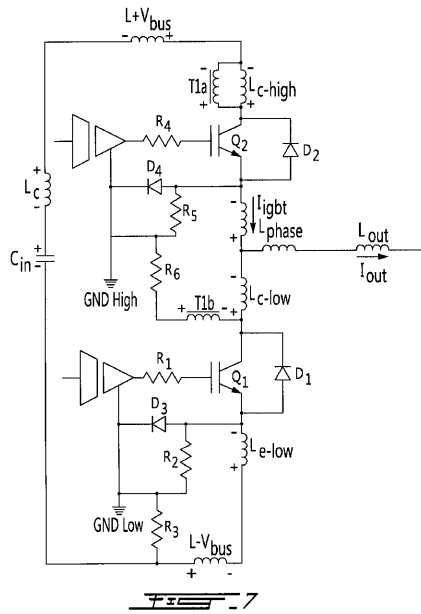 L+Vbus
- +
- -
T1a Lc-high
+ +
R4
Q2
D2
D4
+
Lc
-
R5
-
Iigbt
Lphase
+
Lout
Iout
+
Cin
-
R6
-
Lc-low
GND High
+ T1b - +
R1
Q1
D1
D3
-
R2
Le-low
+
GND Low
R3
L-Vbus
+ -
Fig-7